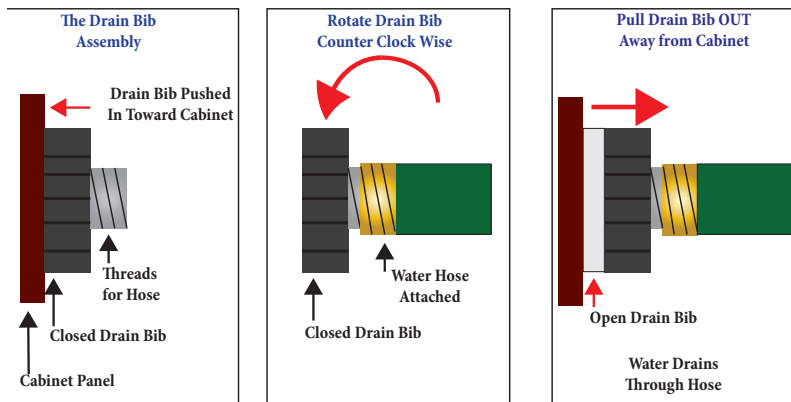 The Drain Bib
Assembly
Drain Bib Pushed
In Toward Cabinet
Threads
for Hose
Closed Drain Bib
Cabinet Panel
Rotate Drain Bib
Counter Clock Wise
Water Hose
Attached
Closed Drain Bib
Pull Drain Bib OUT
Away from Cabinet
Open Drain Bib
Water Drains
Through Hose